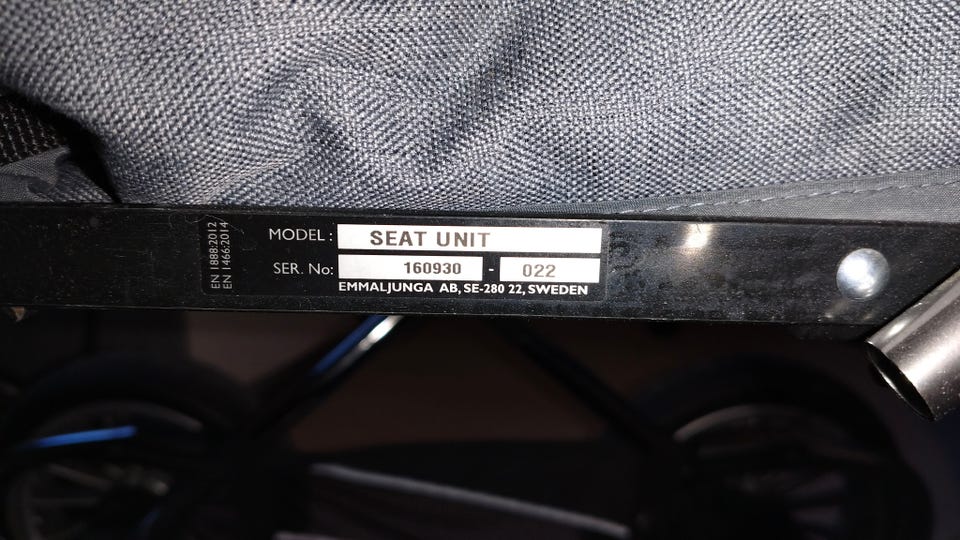 EN 1888:2012
EN 1466:2014
MODEL : SEAT UNIT
SER. No: 160930 - 022
EMMALJUNGA AB, SE-280 22, SWEDEN